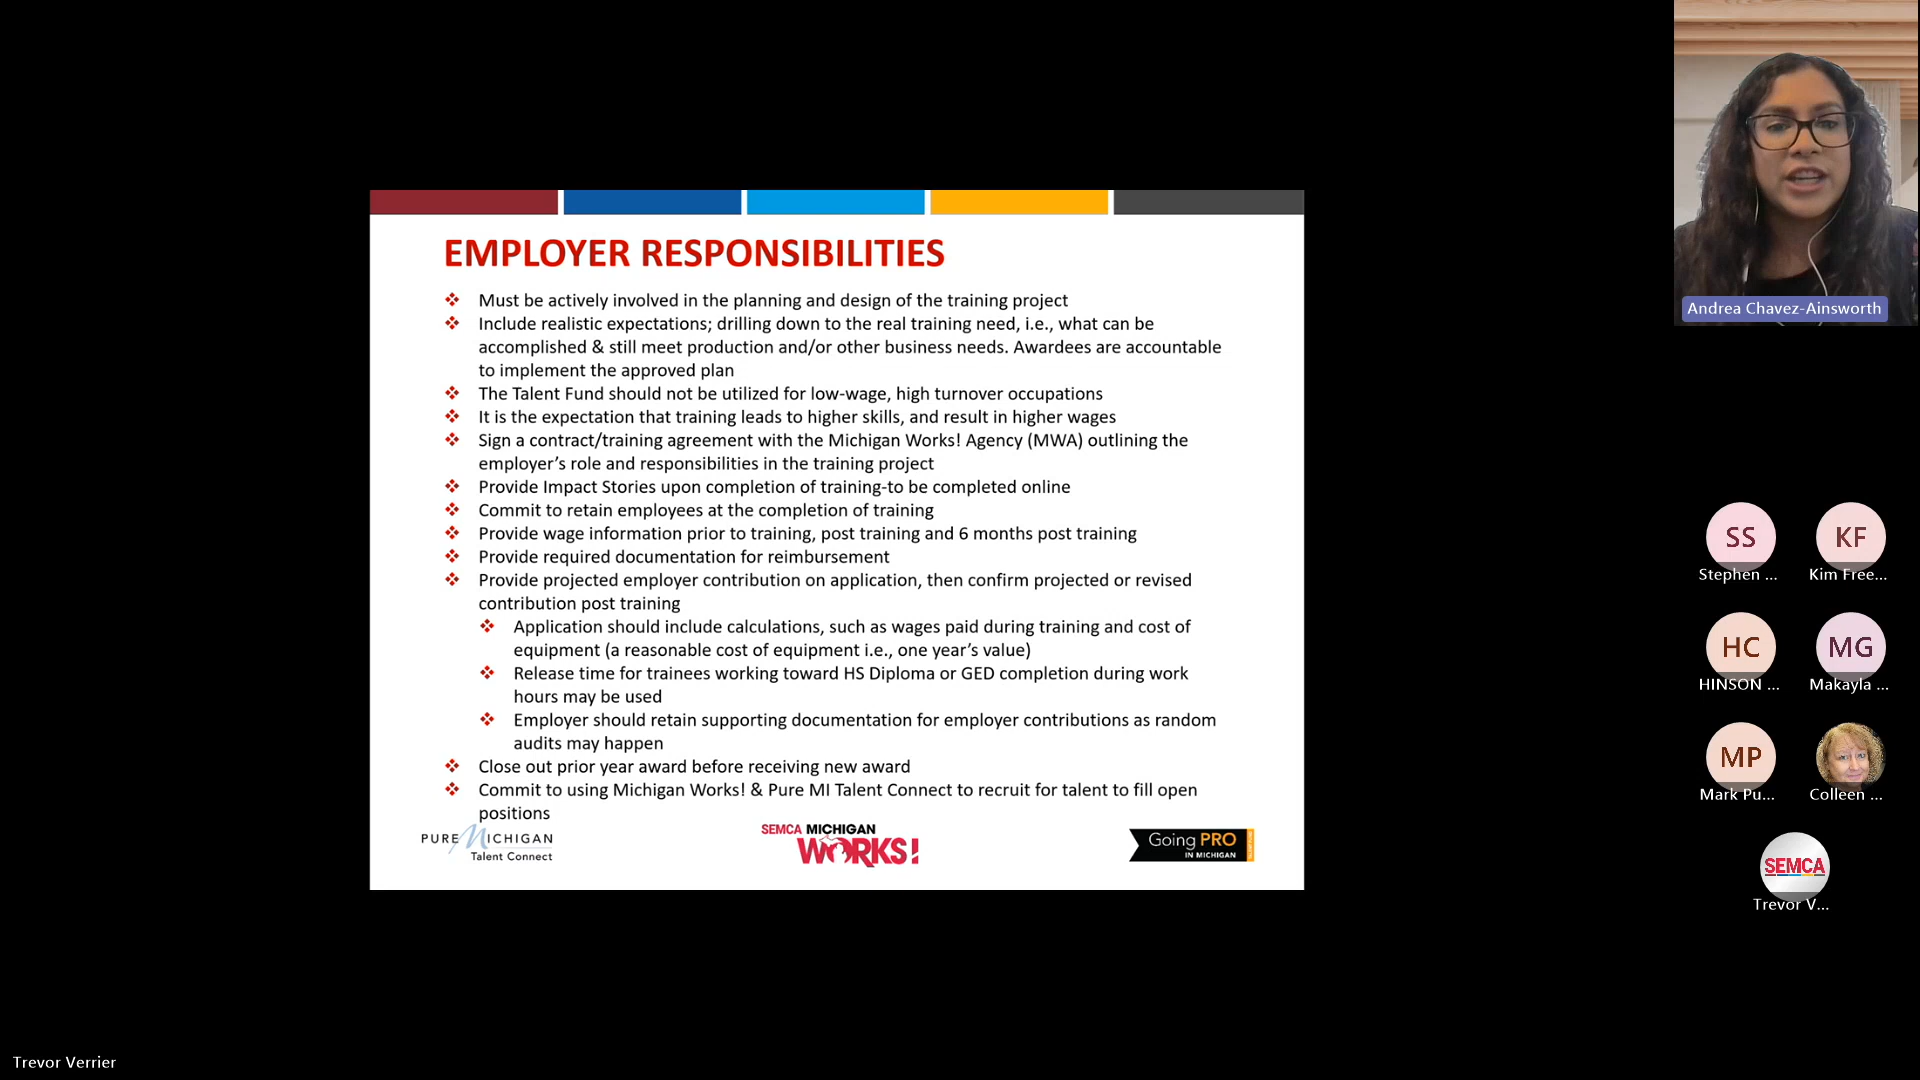 EMPLOYER RESPONSIBILITIES
❖ Must be actively involved in the planning and design of the training project
❖ Include realistic expectations; drilling down to the real training need, i.e., what can be
accomplished & still meet production and/or other business needs. Awardees are accountable
to implement the approved plan
❖ The Talent Fund should not be utilized for low-wage, high turnover occupations
❖ It is the expectation that training leads to higher skills, and result in higher wages
❖ Sign a contract/training agreement with the Michigan Works! Agency (MWA) outlining the
employer’s role and responsibilities in the training project
❖ Provide Impact Stories upon completion of training-to be completed online
❖ Commit to retain employees at the completion of training
❖ Provide wage information prior to training, post training and 6 months post training
❖ Provide required documentation for reimbursement
❖ Provide projected employer contribution on application, then confirm projected or revised
contribution post training
❖ Application should include calculations, such as wages paid during training and cost of
equipment (a reasonable cost of equipment i.e., one year’s value)
❖ Release time for trainees working toward HS Diploma or GED completion during work
hours may be used
❖ Employer should retain supporting documentation for employer contributions as random
audits may happen
❖ Close out prior year award before receiving new award
❖ Commit to using Michigan Works! & Pure MI Talent Connect to recruit for talent to fill open
positions
PURE MICHIGAN
Talent Connect
SEMCA MICHIGAN
WORKS!
Going PRO
IN MICHIGAN
Andrea Chavez-Ainsworth
SS KF
Stephen ... Kim Free...
HC MG
HINSON ... Makayla ...
MP
Mark Pu... Colleen ...
SEMCA
Trevor V...
Trevor Verrier